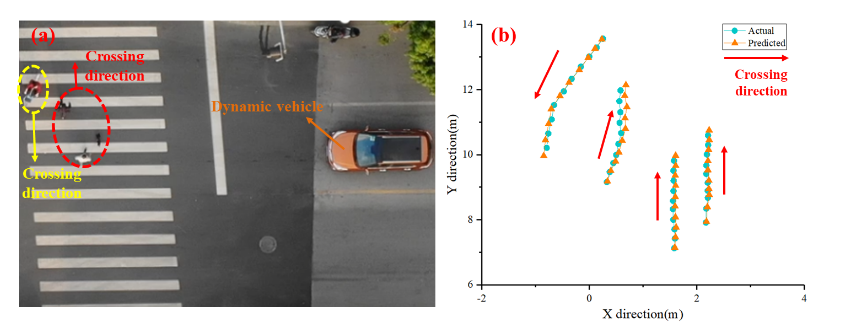 (a)
Crossing
direction
Dynamic vehicle
Crossing
direction
(b)
14
12
10
8
6
-2
0
2
4
Y direction(m)
X direction(m)
Actual
Predicted
Crossing
direction